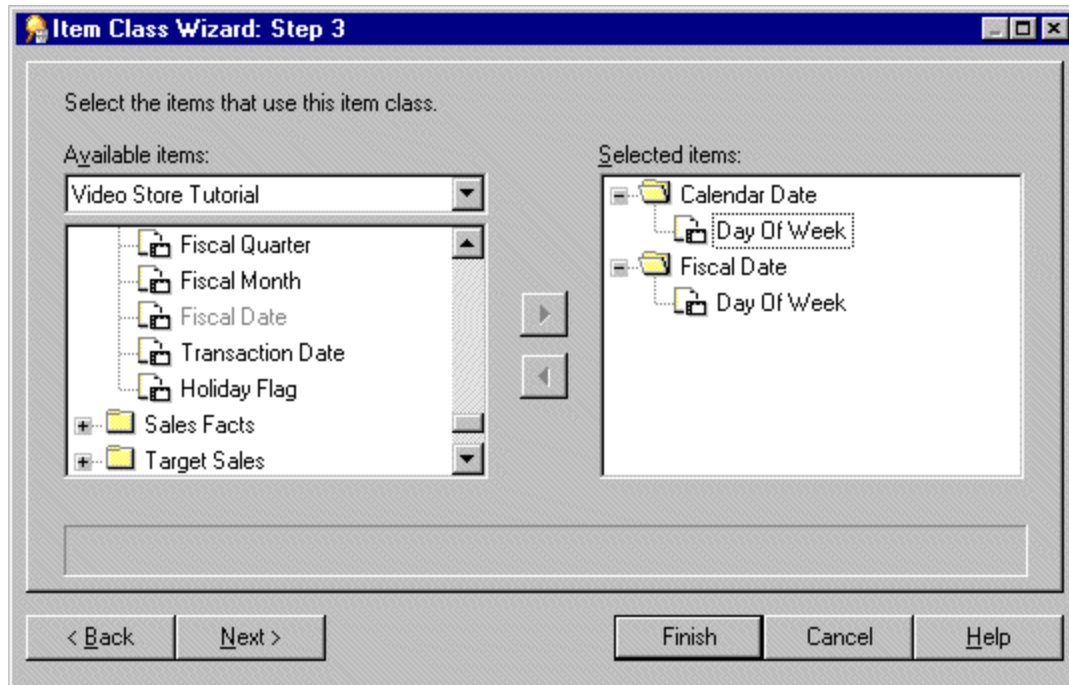 Item Class Wizard: Step 3
Select the items that use this item class.
Available items:
Video Store Tutorial
Fiscal Quarter
Fiscal Month
Fiscal Date
Transaction Date
Holiday Flag
Sales Facts
Target Sales
Selected items:
Calendar Date
Day Of Week
Fiscal Date
Day Of Week
< Back
Next >
Finish
Cancel
Help